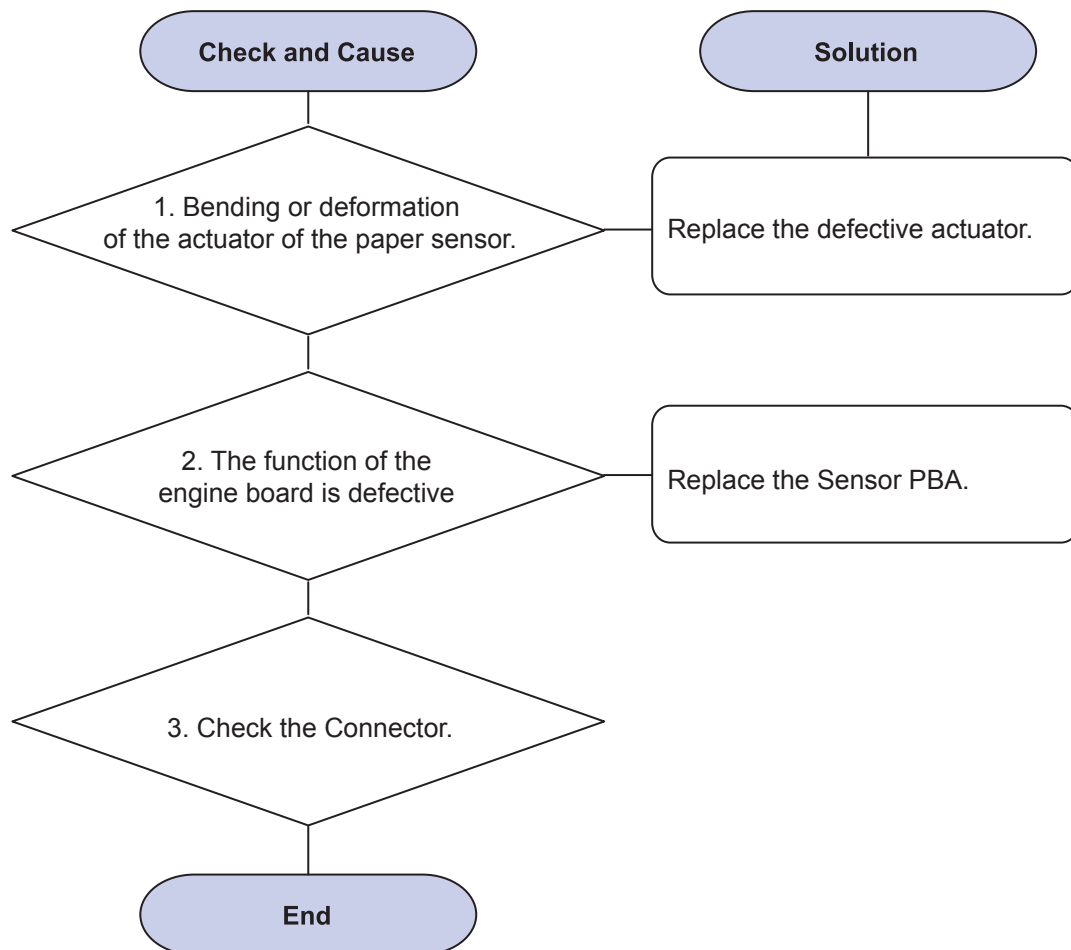 Check and Cause
Solution
1. Bending or deformation
of the actuator of the paper sensor.
Replace the defective actuator.
2. The function of the
engine board is defective
Replace the Sensor PBA.
3. Check the Connector.
End